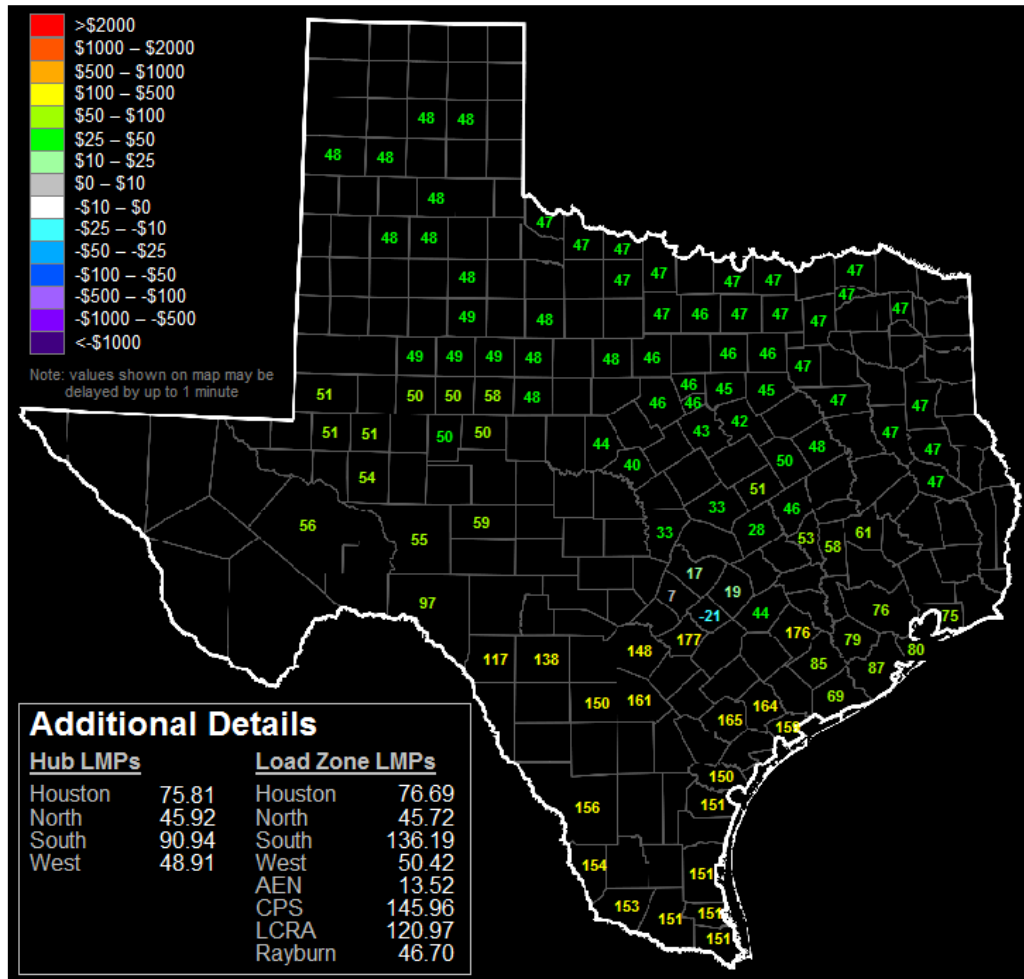 >$2000
$1000 – $2000
$500 – $1000
$100 – $500
$50 – $100
$25 – $50
$10 – $25
$0 – $10
-$10 – $0
-$25 – -$10
-$50 – -$25
-$100 – -$50
-$500 – -$100
-$1000 – -$500
<-$1000
Note: values shown on map may be
delayed by up to 1 minute
48 48
48 48
48
47
48 48 47 47
48 47 47 47 47 47
47
49 48 47 46 47 47 47 47
49 49 49 48 48 46 46 46 47
51 50 50 58 48 46 46 46 45 45 47 47
51 51 50 50 44 43 42 48 47 47
54 40 50 47
51
56 55 59 33 33 28 46 53 58 61
17
97 7 19 -21 44 76 75
117 138 148 177 176 79 80
85 87
150 161 165 164 69
159
150
156 151
154 151
153 151 151
151
Additional Details
Hub LMPs Load Zone LMPs
Houston 75.81 Houston 76.69
North 45.92 North 45.72
South 90.94 South 136.19
West 48.91 West 50.42
AEN 13.52
CPS 145.96
LCRA 120.97
Rayburn 46.70